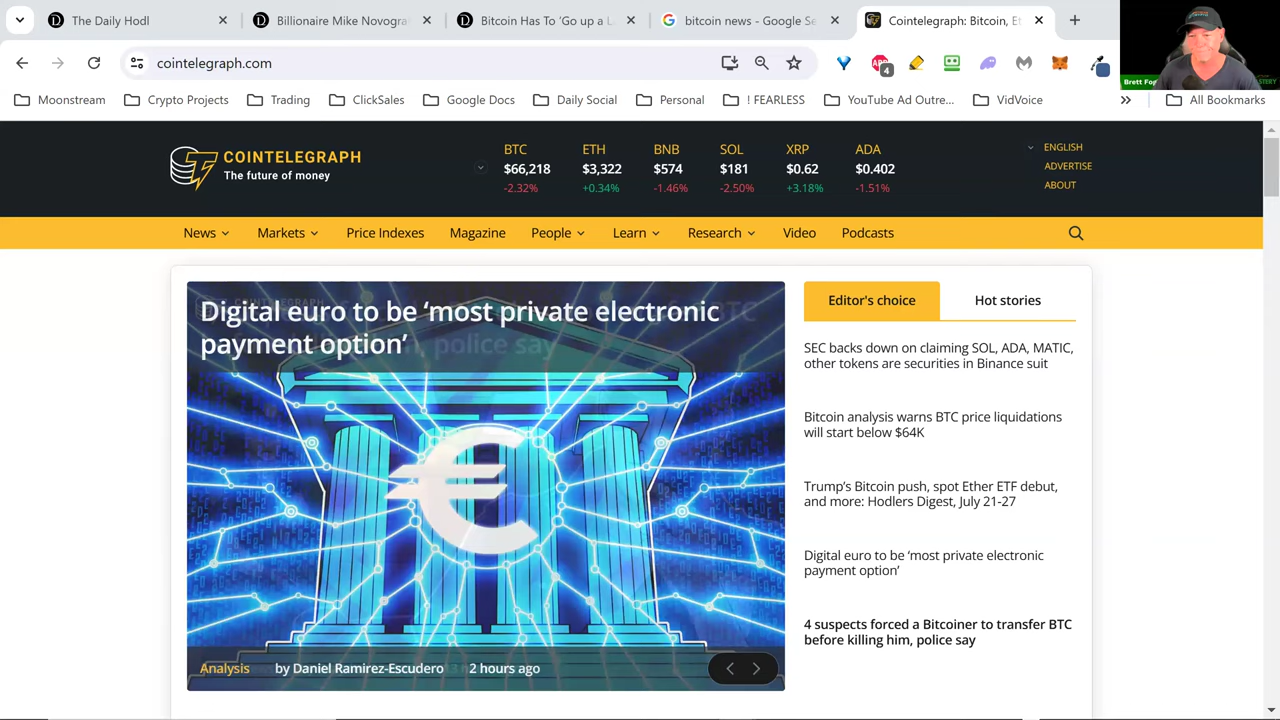 The Daily Hodl
Billionaire Mike Novogra
Bitcoin Has To 'Go up a L
bitcoin news - Google Se
Cointelegraph: Bitcoin, Et
cointelegraph.com
4
Brett Fog
STERY
Moonstream
Crypto Projects
Trading
ClickSales
Google Docs
Daily Social
Personal
! FEARLESS
YouTube Ad Outre...
VidVoice
All Bookmarks
COINTELEGRAPH
The future of money
BTC ETH BNB SOL XRP ADA
$66,218 $3,322 $574 $181 $0.62 $0.402
-2.32% +0.34% -1.46% -2.50% +3.18% -1.51%
ENGLISH
ADVERTISE
ABOUT
News Markets Price Indexes Magazine People Learn Research Video Podcasts
Digital euro to be ‘most private electronic
payment option’
Analysis by Daniel Ramirez-Escudero 2 hours ago
Editor's choice Hot stories
SEC backs down on claiming SOL, ADA, MATIC,
other tokens are securities in Binance suit
Bitcoin analysis warns BTC price liquidations
will start below $64K
Trump’s Bitcoin push, spot Ether ETF debut,
and more: Hodlers Digest, July 21-27
Digital euro to be ‘most private electronic
payment option’
4 suspects forced a Bitcoiner to transfer BTC
before killing him, police say